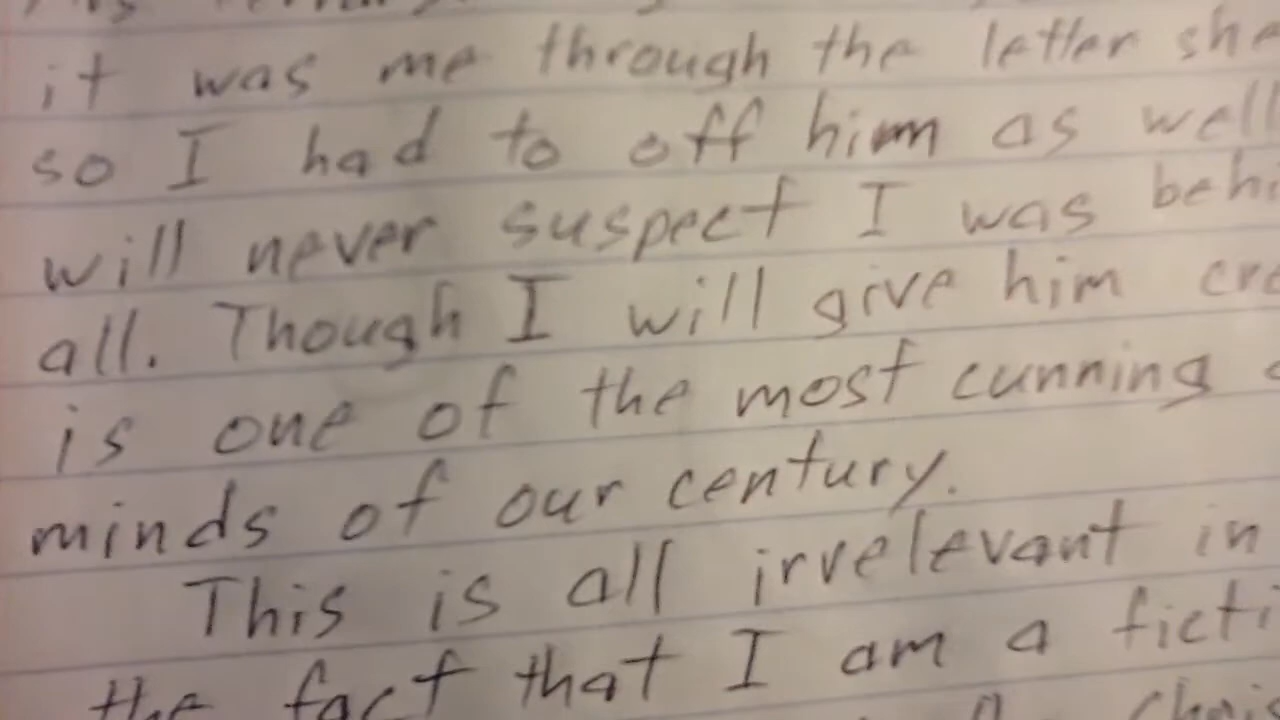 it was me through the letter she
so I had to off him as well
will never suspect I was
all. Though I will give him
is one of the most cunning
minds of our century.
This is all irrelevant in
the fact that I am a